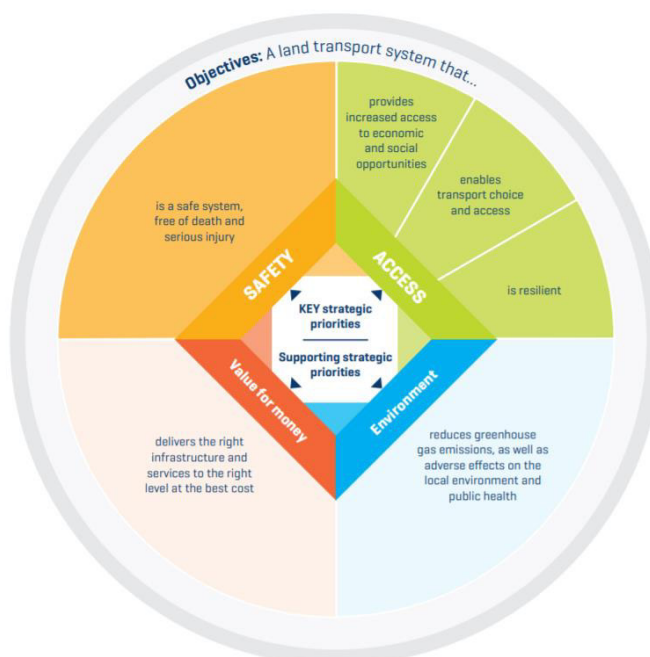 Objectives: A land transport system that...
provides
increased access
to economic
and social
opportunities
enables
transport choice
and access
is resilient
is a safe system,
free of death and
serious injury
SAFETY
ACCESS
KEY strategic
priorities
Supporting strategic
priorities
Value for money
Environment
delivers the right
infrastructure and
services to the right
level at the best cost
reduces greenhouse
gas emissions, as well as
adverse effects on the
local environment and
public health